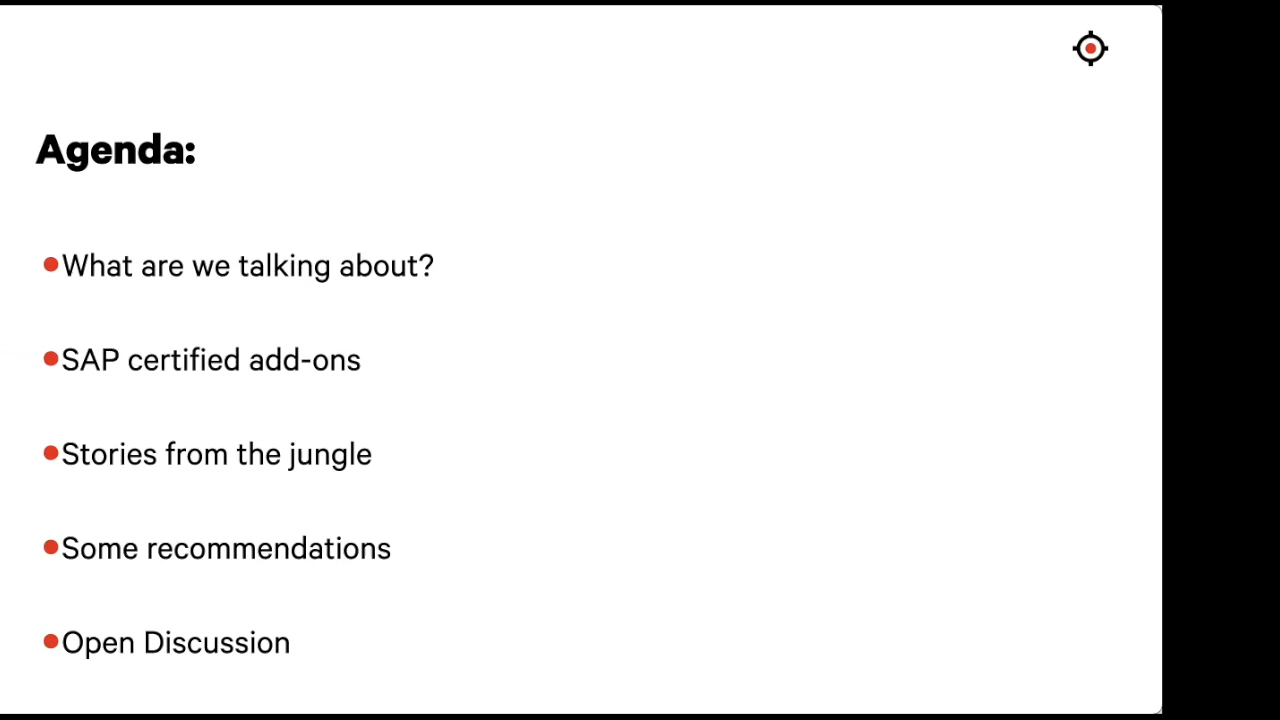 Agenda:
What are we talking about?
SAP certified add-ons
Stories from the jungle
Some recommendations
Open Discussion